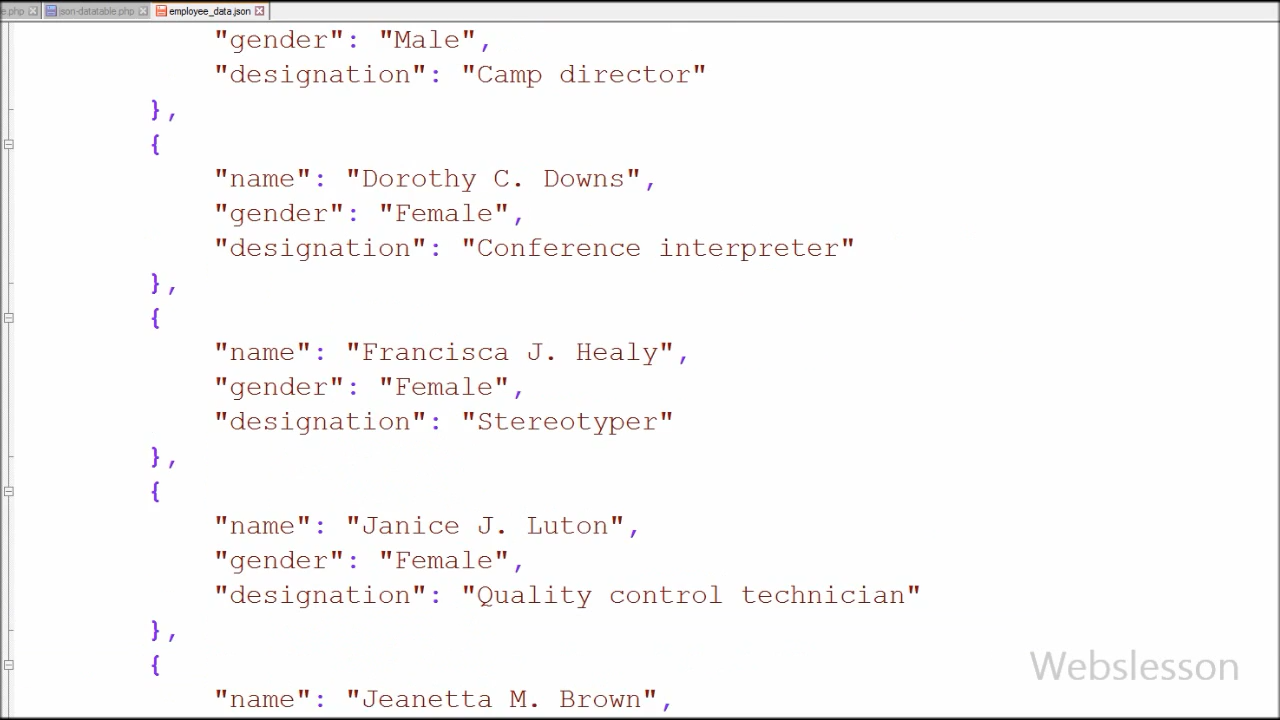 e.php json-datatable.php employee_data.json
"gender": "Male",
"designation": "Camp director"
},
{
"name": "Dorothy C. Downs",
"gender": "Female",
"designation": "Conference interpreter"
},
{
"name": "Francisca J. Healy",
"gender": "Female",
"designation": "Stereotyper"
},
{
"name": "Janice J. Luton",
"gender": "Female",
"designation": "Quality control technician"
},
{
"name": "Jeanetta M. Brown",
Webslesson